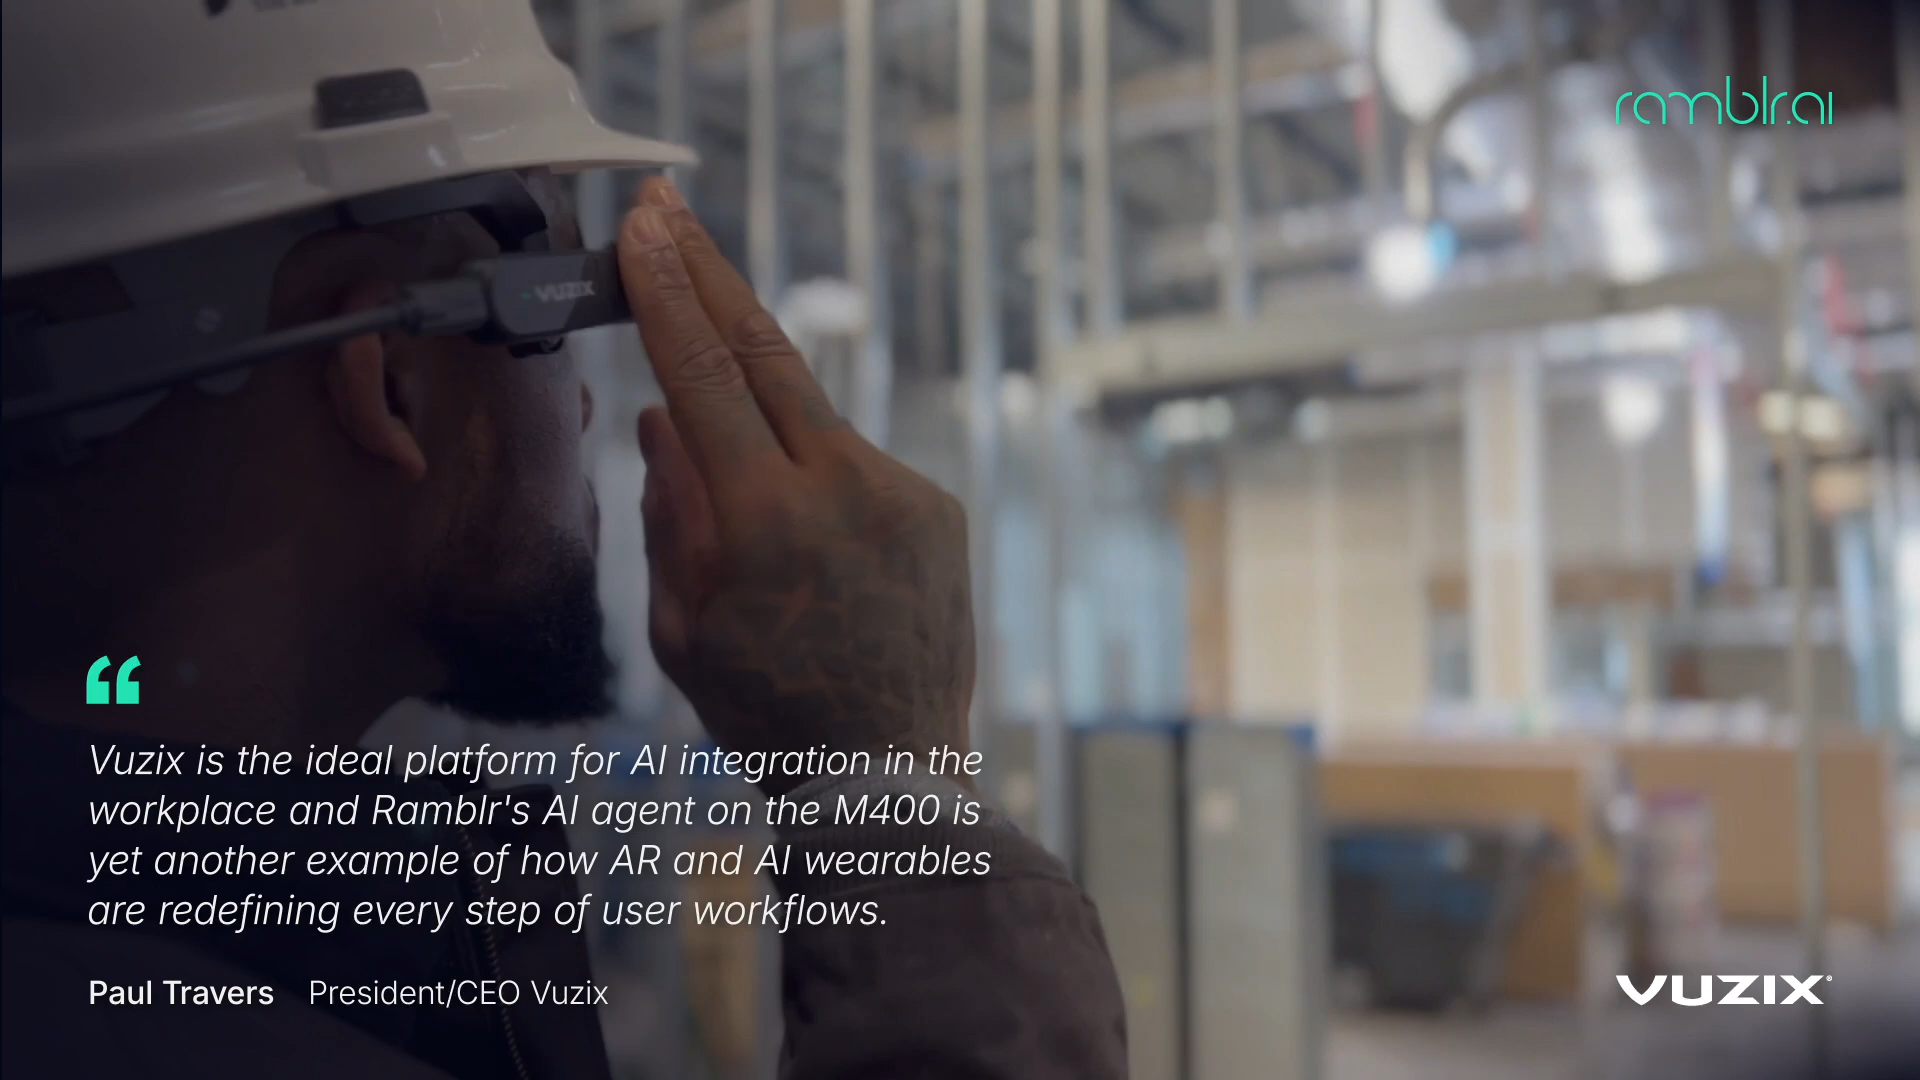 ramblr.ai
VUZIX
“
Vuzix is the ideal platform for AI integration in the
workplace and Ramblr's AI agent on the M400 is
yet another example of how AR and AI wearables
are redefining every step of user workflows.
Paul Travers President/CEO Vuzix
VUZIX®